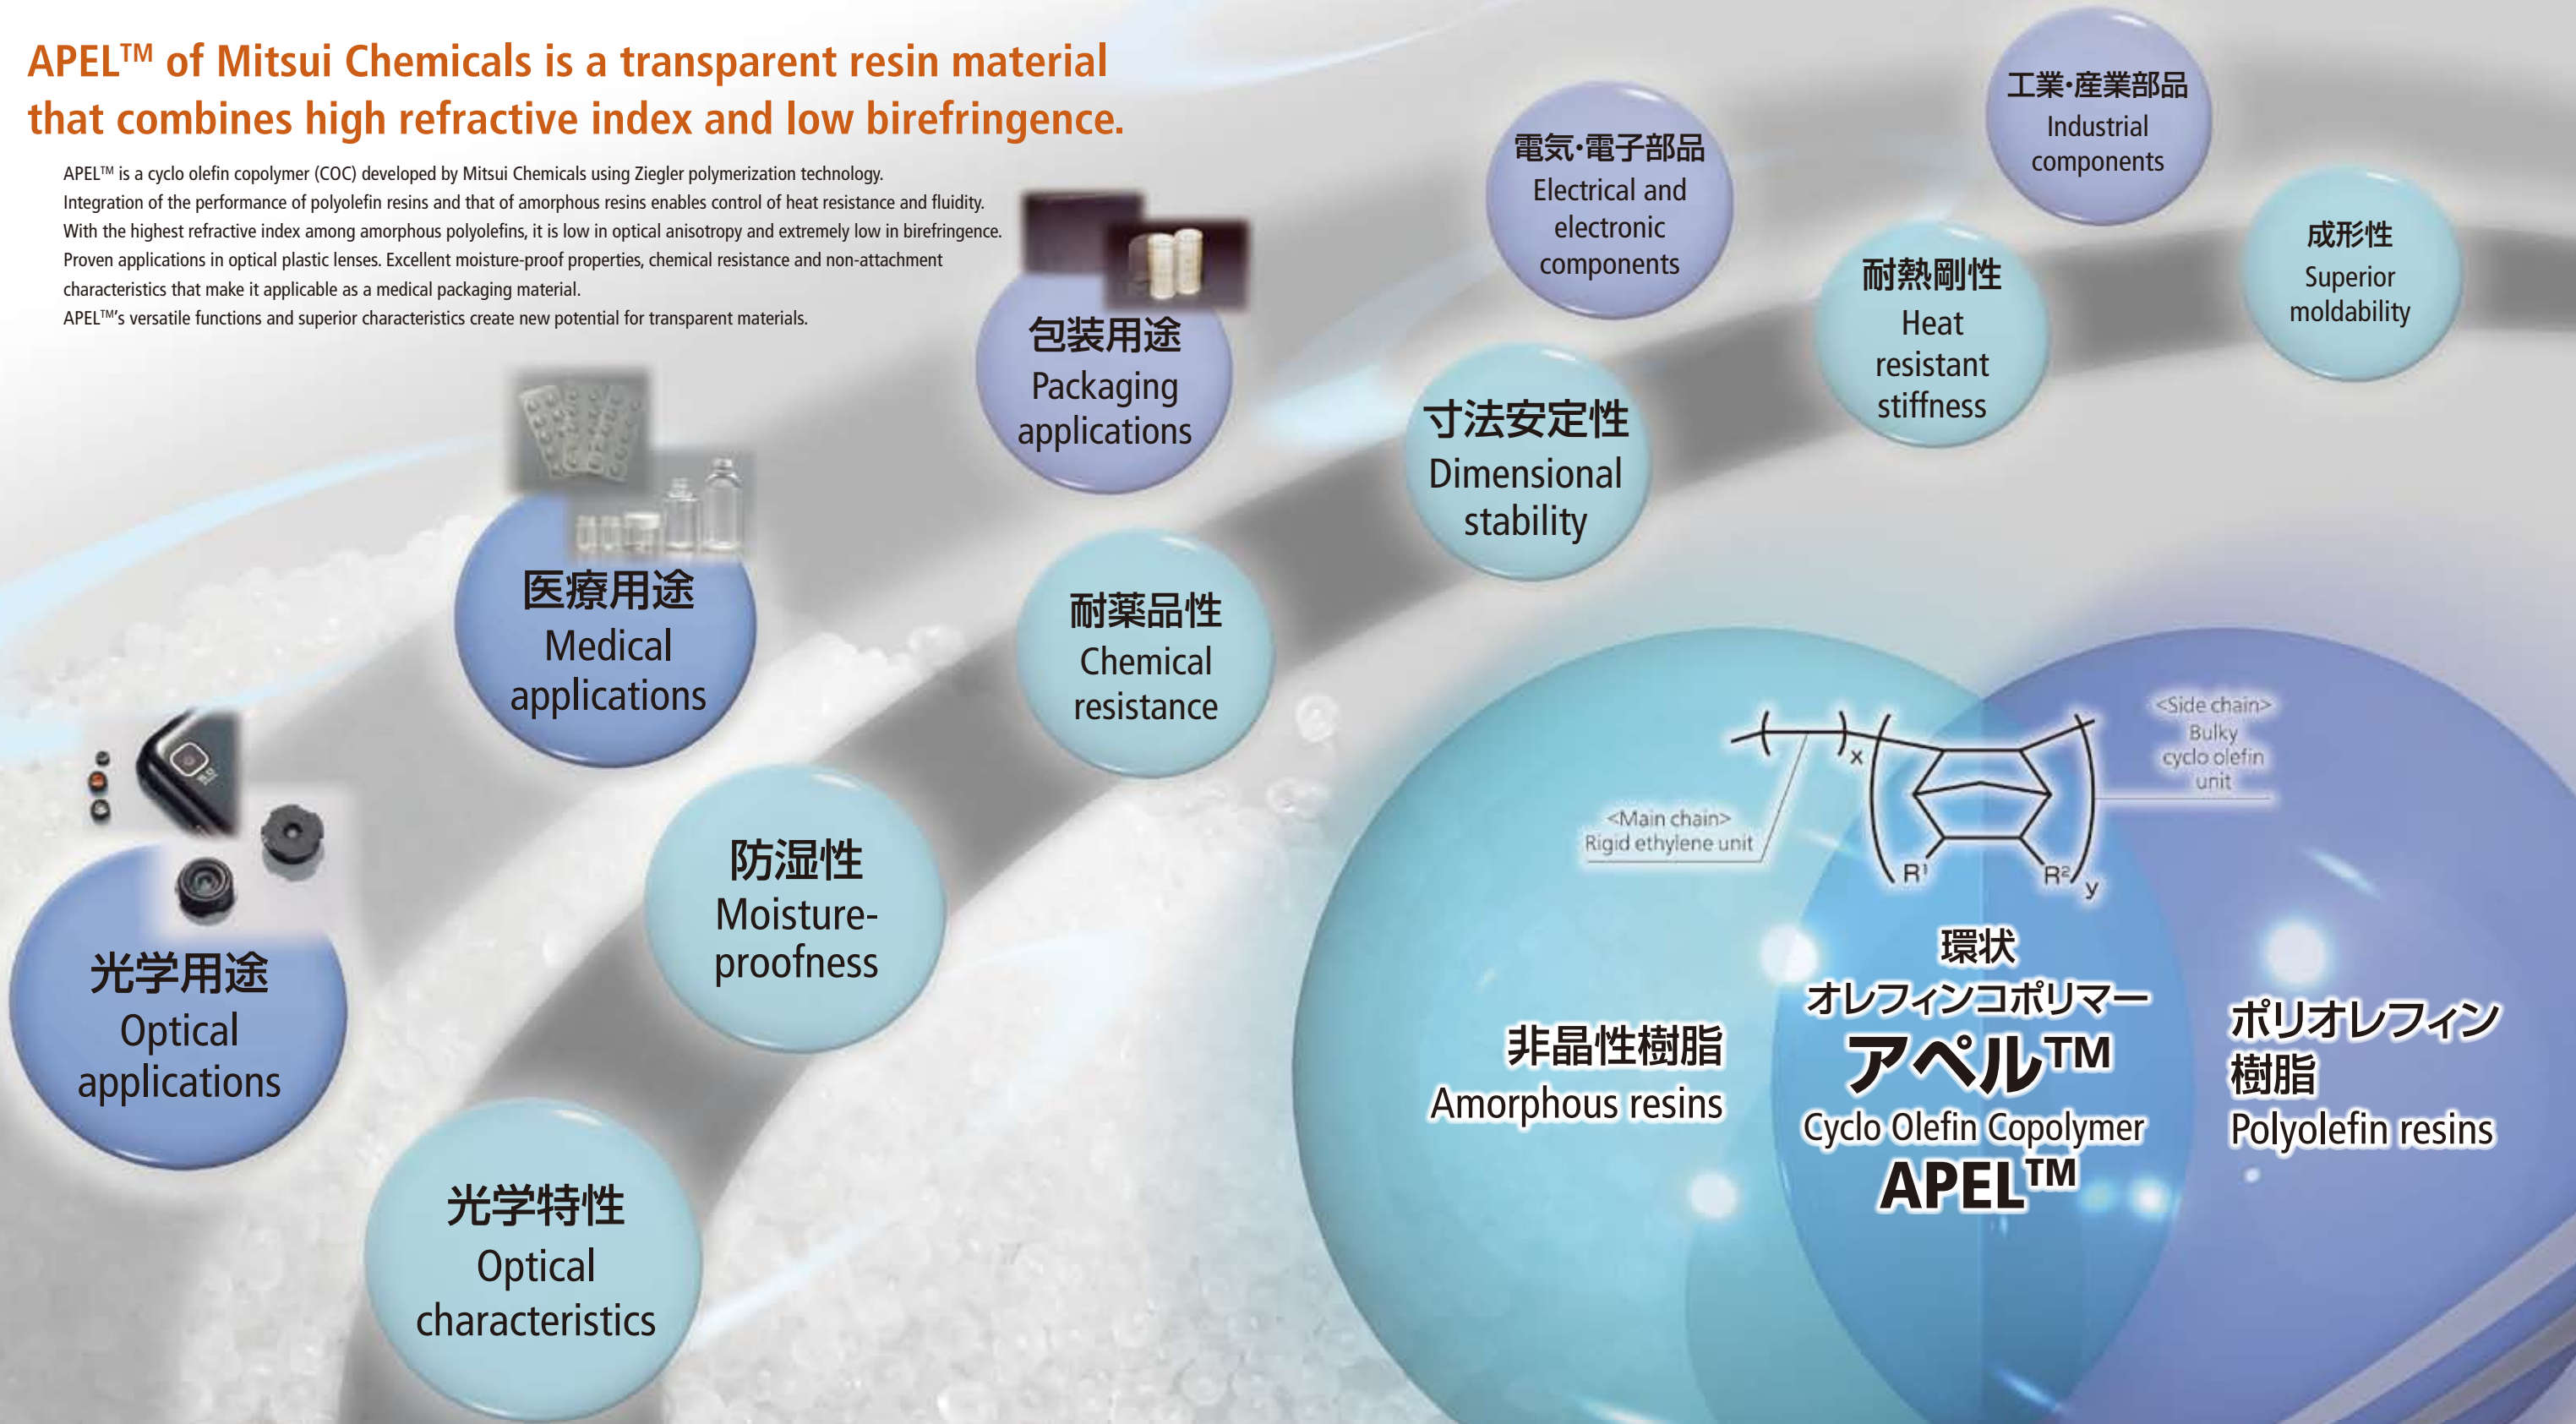 APEL™ of Mitsui Chemicals is a transparent resin material
that combines high refractive index and low birefringence.
APEL™ is a cyclo olefin copolymer (COC) developed by Mitsui Chemicals using Ziegler polymerization technology.
Integration of the performance of polyolefin resins and that of amorphous resins enables control of heat resistance and fluidity.
With the highest refractive index among amorphous polyolefins, it is low in optical anisotropy and extremely low in birefringence.
Proven applications in optical plastic lenses. Excellent moisture-proof properties, chemical resistance and non-attachment
characteristics that make it applicable as a medical packaging material.
APEL™'s versatile functions and superior characteristics create new potential for transparent materials.
光学用途
Optical
applications
医療用途
Medical
applications
包装用途
Packaging
applications
電気・電子部品
Electrical and
electronic
components
工業・産業部品
Industrial
components
光学特性
Optical
characteristics
防湿性
Moisture-
proofness
耐薬品性
Chemical
resistance
寸法安定性
Dimensional
stability
耐熱剛性
Heat
resistant
stiffness
成形性
Superior
moldability
<Main chain>
Rigid ethylene unit
x
R¹
R²
y
<Side chain>
Bulky
cyclo olefin
unit
非晶性樹脂
Amorphous resins
環状
オレフィンコポリマー
アペル™
Cyclo Olefin Copolymer
APEL™
ポリオレフィン
樹脂
Polyolefin resins